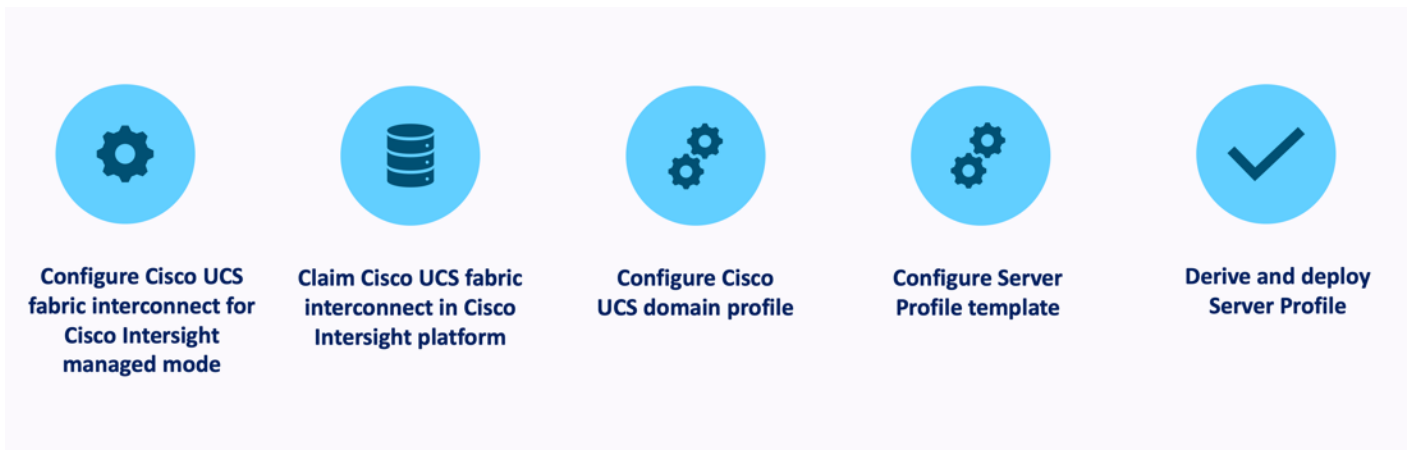 Configure Cisco UCS
fabric interconnect for
Cisco Intersight
managed mode
Claim Cisco UCS fabric
interconnect in Cisco
Intersight platform
Configure Cisco
UCS domain profile
Configure Server
Profile template
Derive and deploy
Server Profile